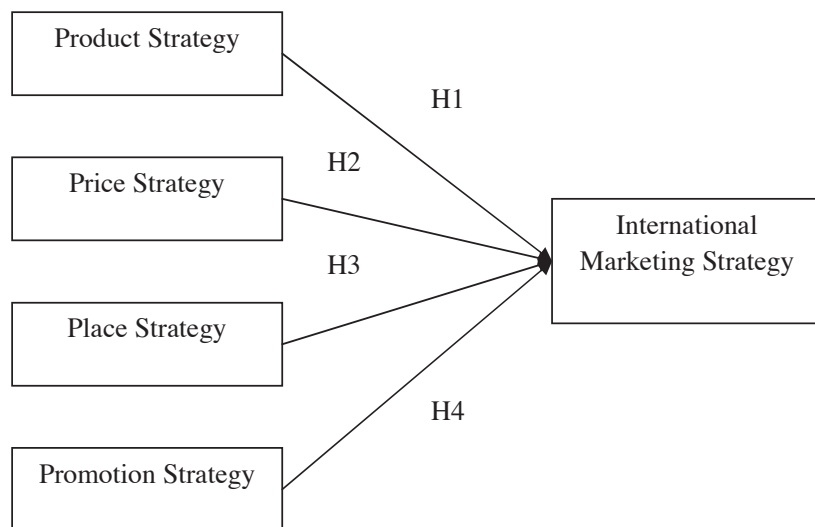 Product Strategy
H1
H2
Price Strategy
International
Marketing Strategy
H3
Place Strategy
H4
Promotion Strategy